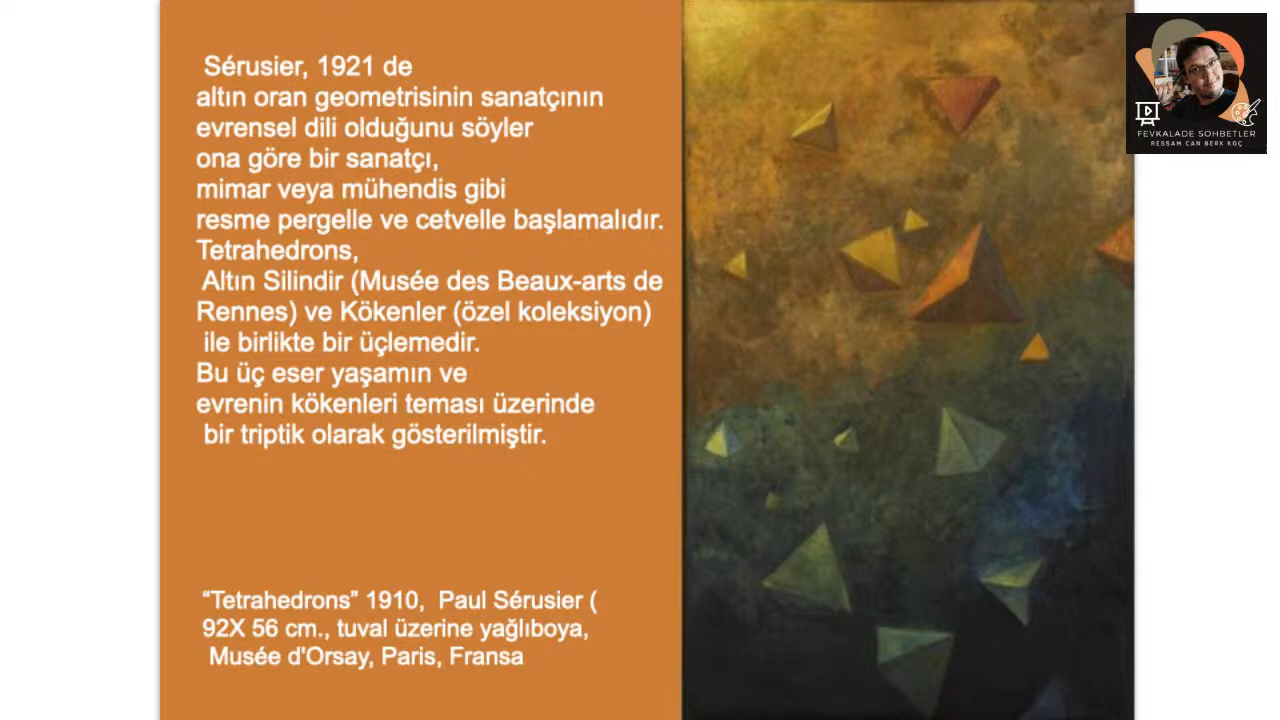 Sérusier, 1921 de
altın oran geometrisinin sanatçının
evrensel dili olduğunu söyler
ona göre bir sanatçı,
mimar veya mühendis gibi
resme pergelle ve cetvelle başlamalıdır.
Tetrahedrons,
Altın Silindir (Musée des Beaux-arts de
Rennes) ve Kökenler (özel koleksiyon)
ile birlikte bir üçlemedir.
Bu üç eser yaşamın ve
evrenin kökenleri teması üzerinde
bir triptik olarak gösterilmiştir.
“Tetrahedrons” 1910, Paul Sérusier (
92X 56 cm., tuval üzerine yağlıboya,
Musée d'Orsay, Paris, Fransa
FEVKALADE SOHBETLER
RESSAM CAN BERK KOÇ